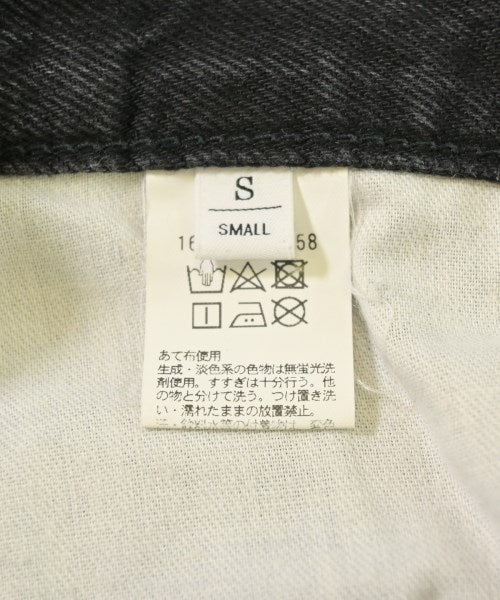 S
SMALL
16 58
あて布使用
生成・淡色系の色物は無蛍光洗
剤使用。すすぎは十分行う。他
の物と分けて洗う。つけ置き洗
い・濡れたままの放置禁止。